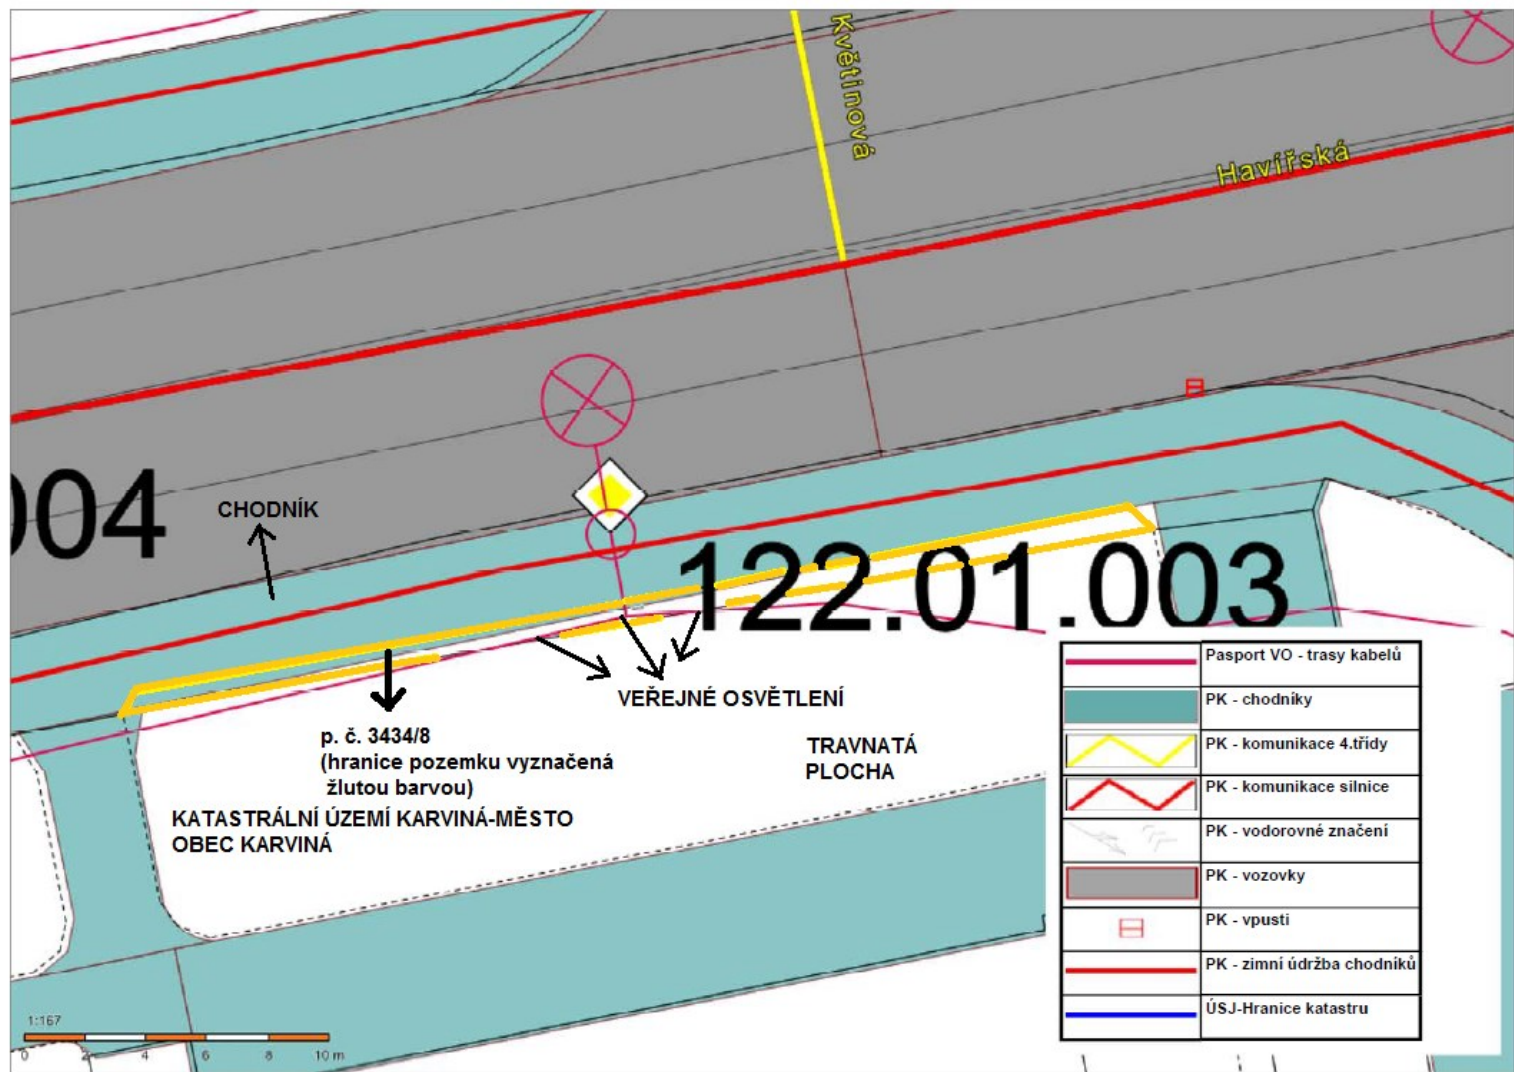 Květinová
Havířská
004
CHODNÍK
122.01.003
VEŘEJNÉ OSVĚTLENÍ
p. č. 3434/8
(hranice pozemku vyznačená
žlutou barvou)
TRAVNATÁ
PLOCHA
KATASTRÁLNÍ ÚZEMÍ KARVINÁ-MĚSTO
OBEC KARVINÁ
Pasport VO - trasy kabelů
PK - chodníky
PK - komunikace 4.třídy
PK - komunikace silnice
PK - vodorovné značení
PK - vozovky
PK - vpusti
PK - zimní údržba chodníků
ÚSJ-Hranice katastru
1:167
0 2 4 6 8 10 m